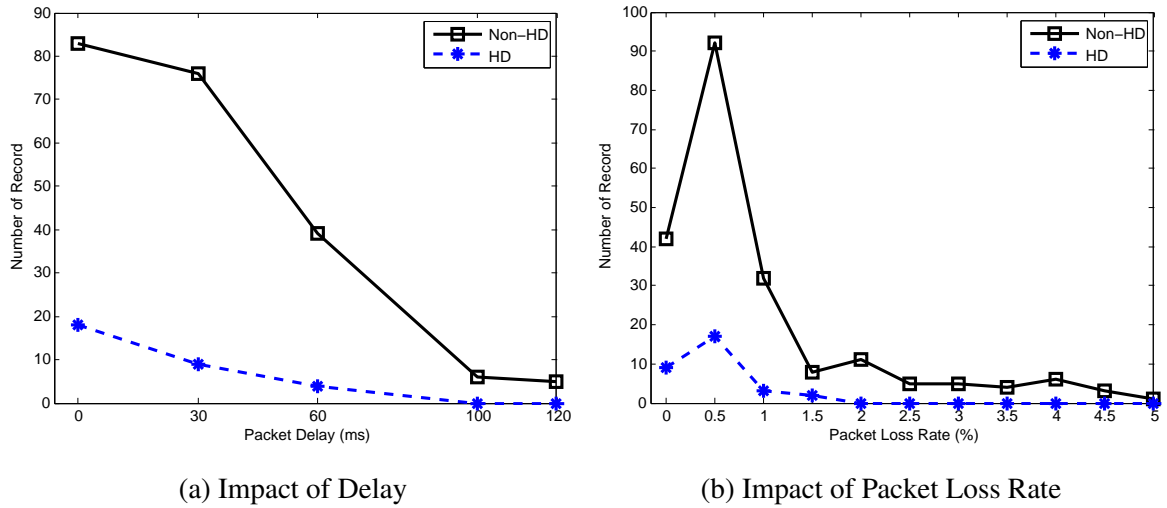 90
80
70
60
50
40
30
20
10
0
Number of Record
Non-HD
HD
0 30 60 100 120
Packet Delay (ms)
(a) Impact of Delay
100
90
80
70
60
50
40
30
20
10
0
Number of Record
Non-HD
HD
0 0.5 1 1.5 2 2.5 3 3.5 4 4.5 5
Packet Loss Rate (%)
(b) Impact of Packet Loss Rate